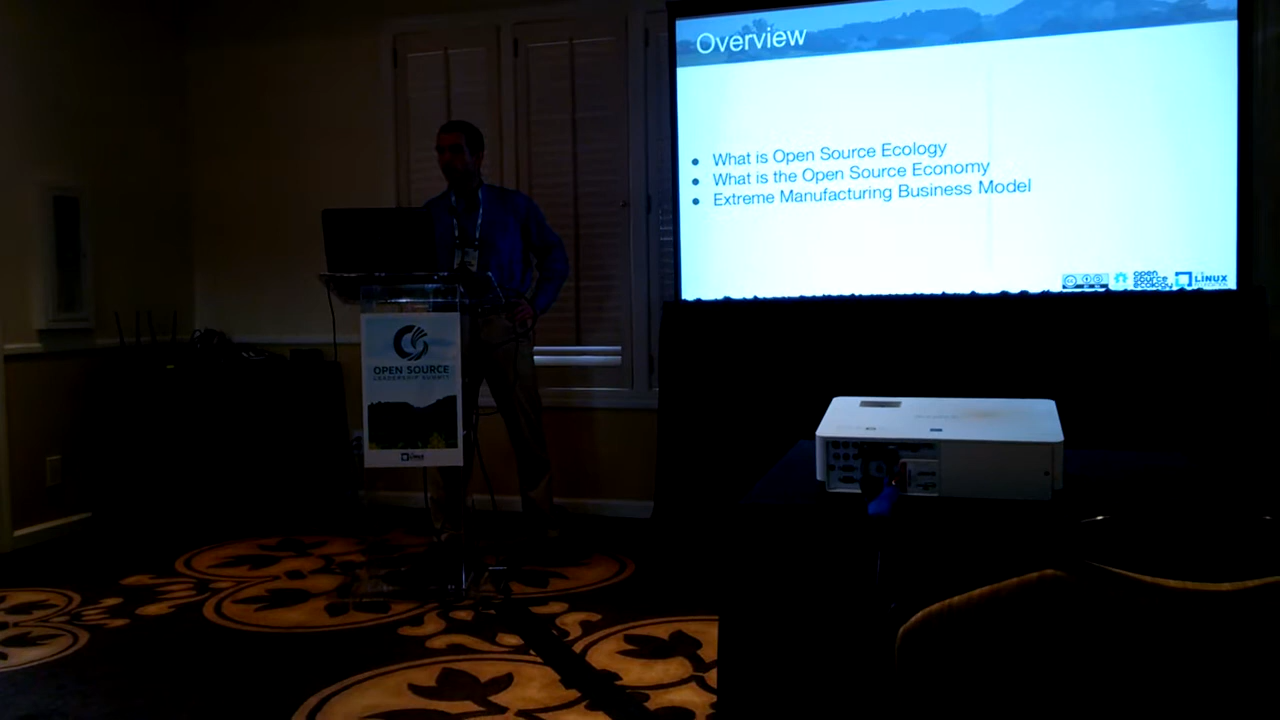 Overview
What is Open Source Ecology
What is the Open Source Economy
Extreme Manufacturing Business Model
open
source
ecology
LINUX
OPEN SOURCE
LEADERSHIP SUMMIT
LINUX